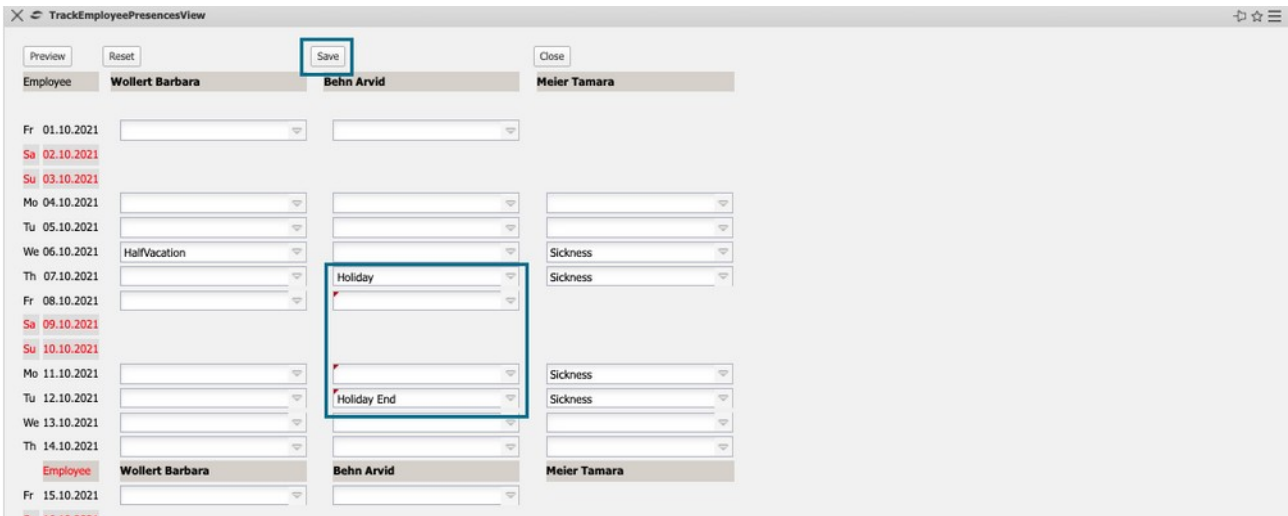 TrackEmployeePresencesView
Preview Reset Save Close
Employee Wollert Barbara Behn Arvid Meier Tamara
Fr 01.10.2021
Sa 02.10.2021
Su 03.10.2021
Mo 04.10.2021
Tu 05.10.2021
We 06.10.2021 HalfVacation Sickness
Th 07.10.2021 Holiday Sickness
Fr 08.10.2021
Sa 09.10.2021
Su 10.10.2021
Mo 11.10.2021 Sickness
Tu 12.10.2021 Holiday End Sickness
We 13.10.2021
Th 14.10.2021
Employee Wollert Barbara Behn Arvid Meier Tamara
Fr 15.10.2021